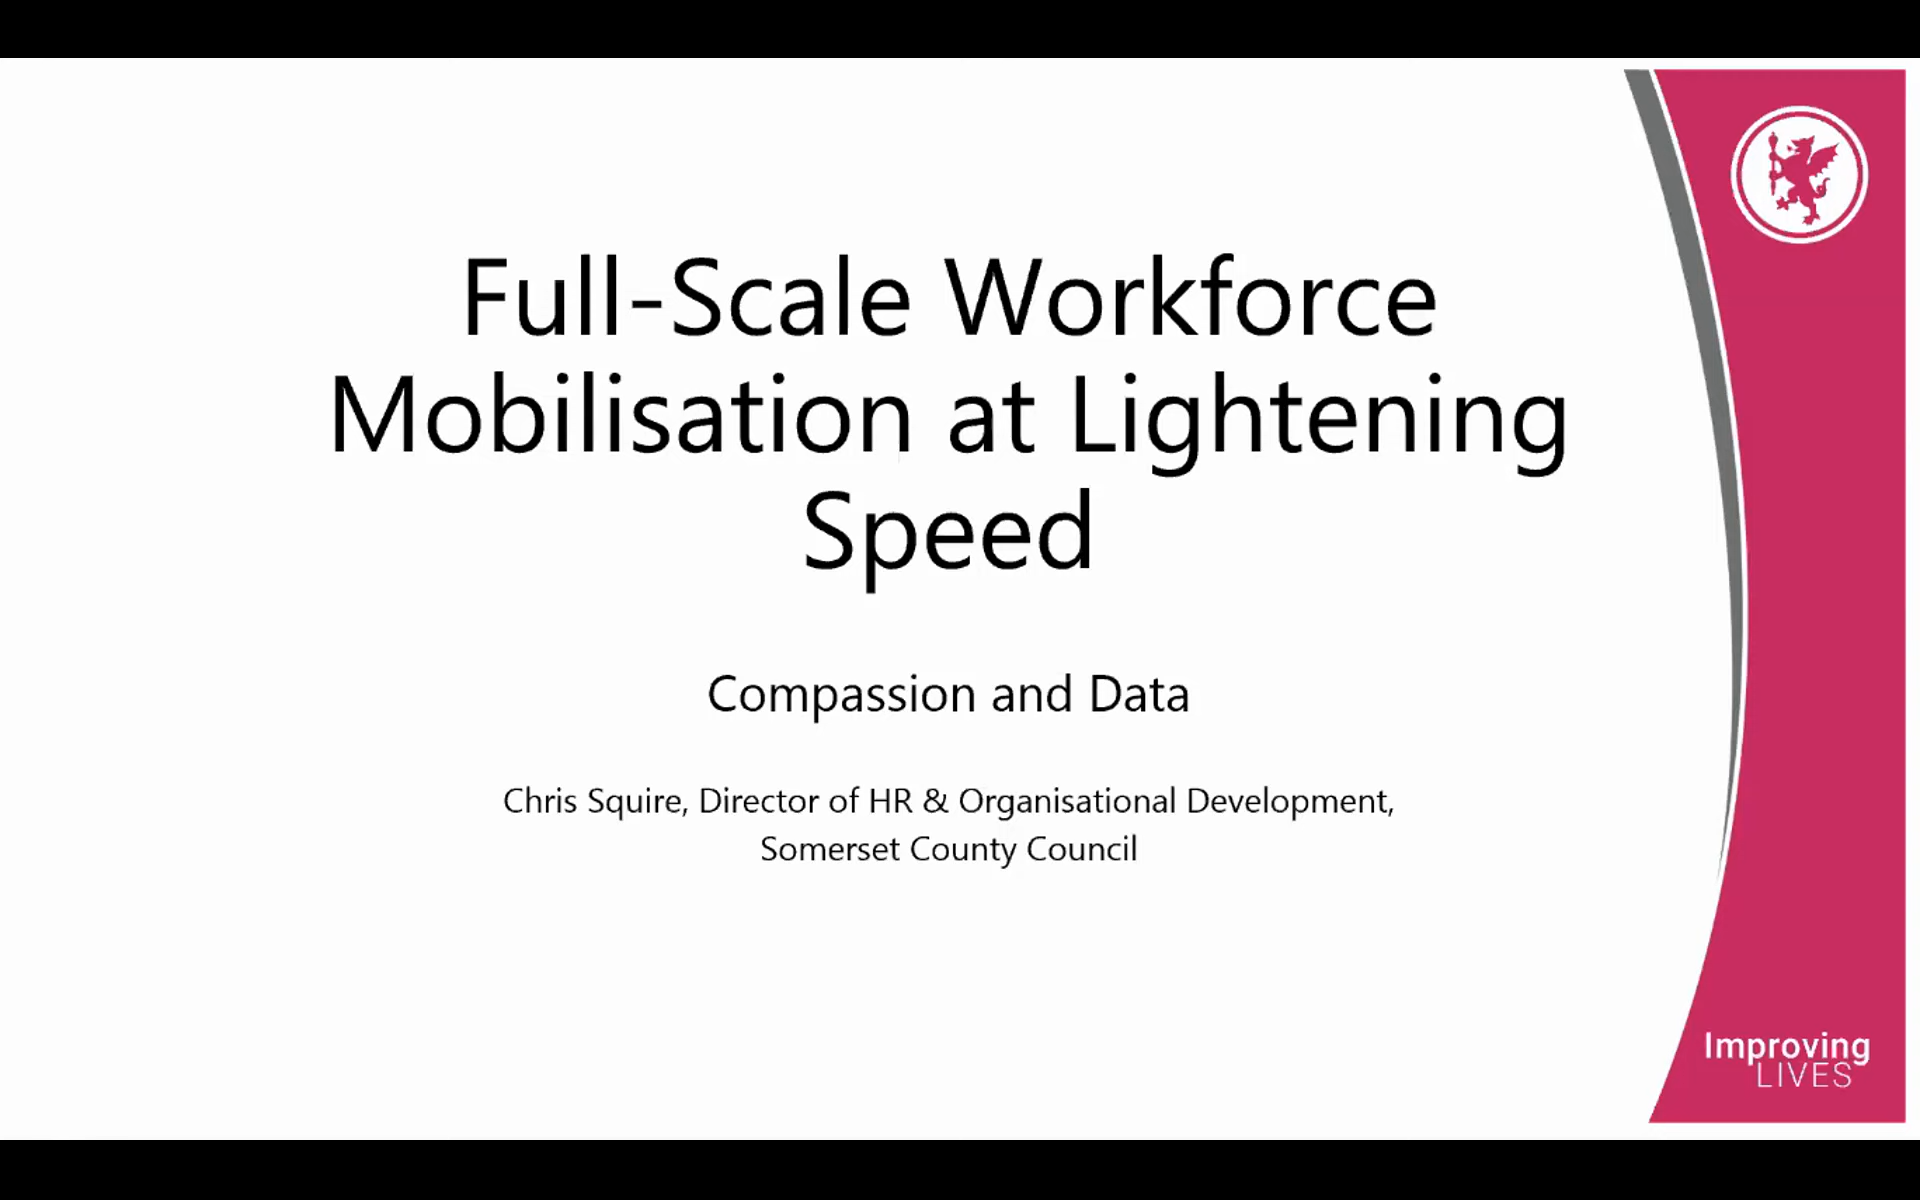 Full-Scale Workforce
Mobilisation at Lightening
Speed
Compassion and Data
Chris Squire, Director of HR & Organisational Development,
Somerset County Council
Improving
LIVES